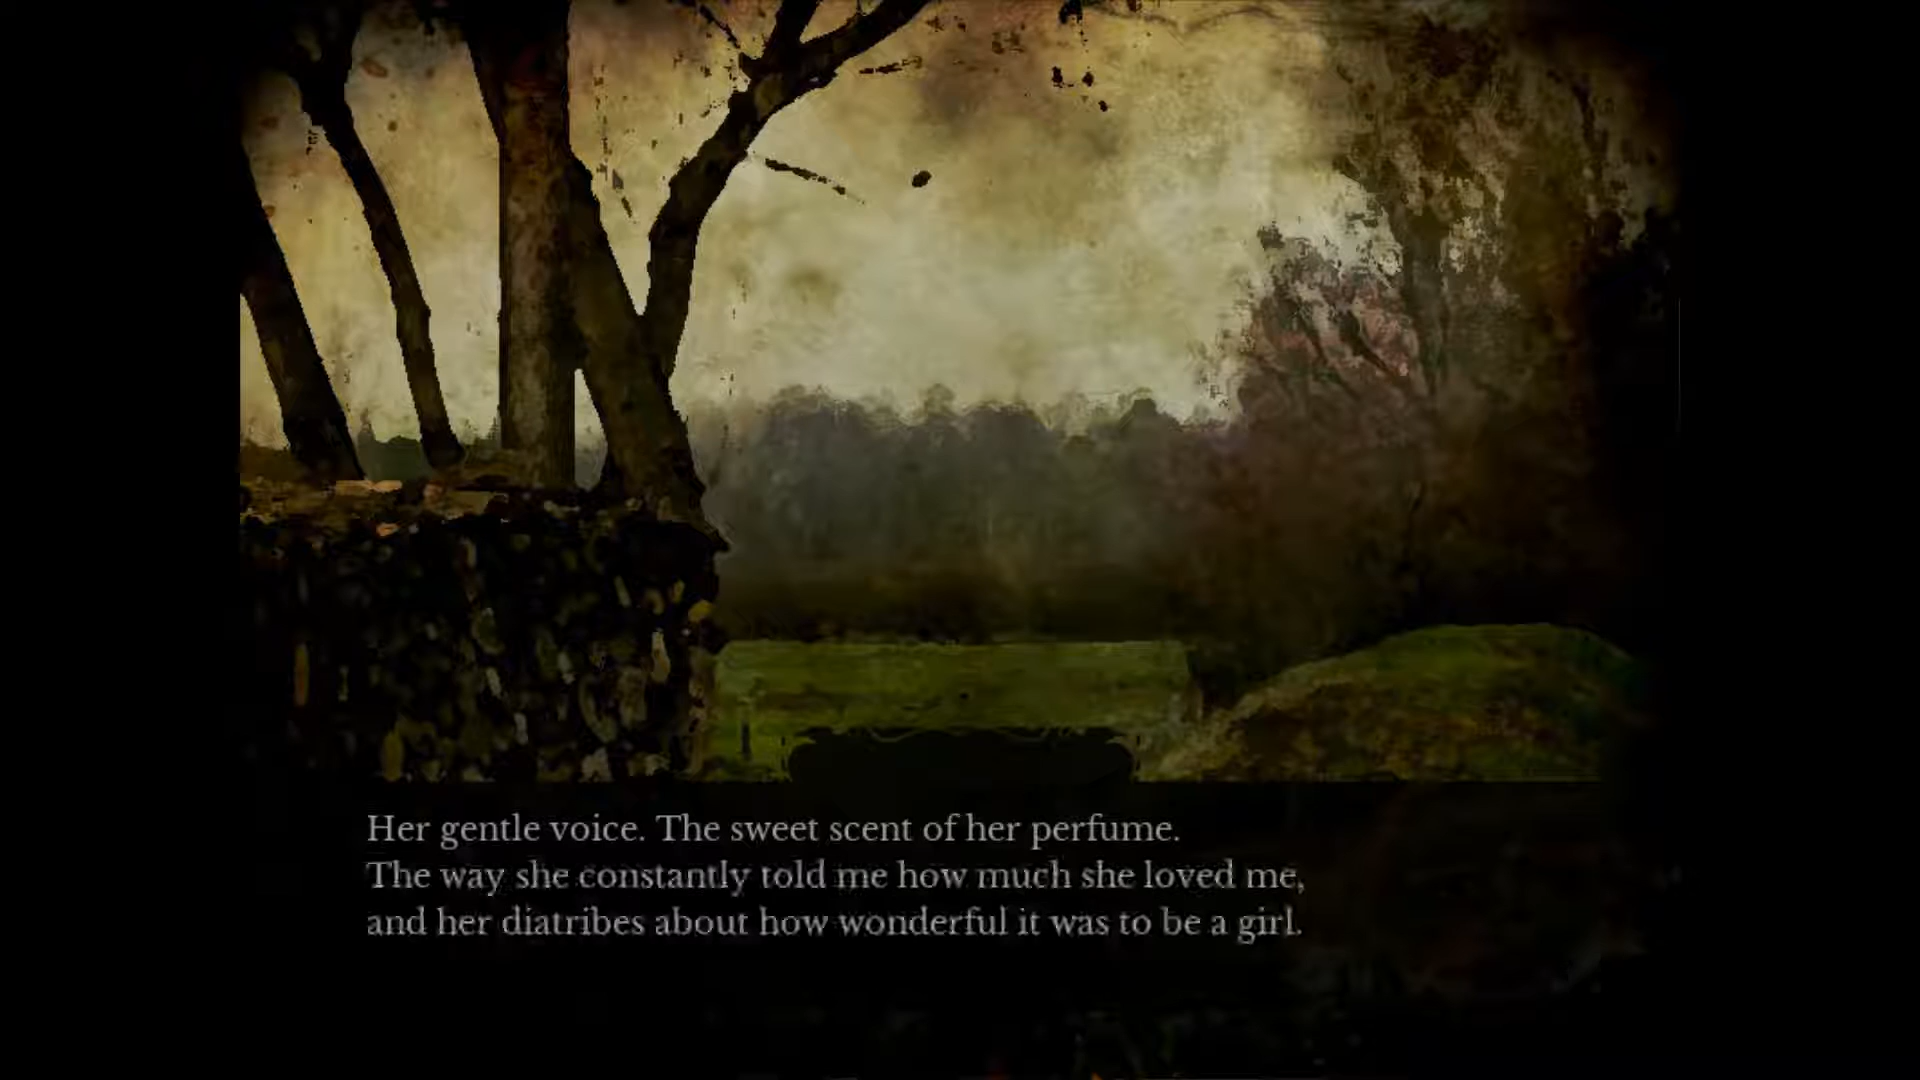 Her gentle voice. The sweet scent of her perfume.
The way she constantly told me how much she loved me,
and her diatribes about how wonderful it was to be a girl.